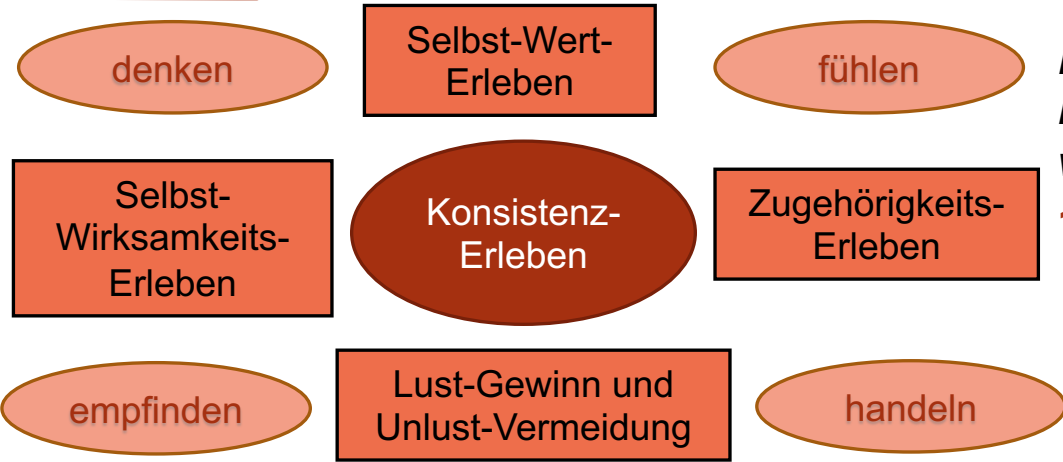 denken
Selbst-Wert-
Erleben
fühlen
Selbst-
Wirksamkeits-
Erleben
Konsistenz-
Erleben
Zugehörigkeits-
Erleben
empfinden
Lust-Gewinn und
Unlust-Vermeidung
handeln